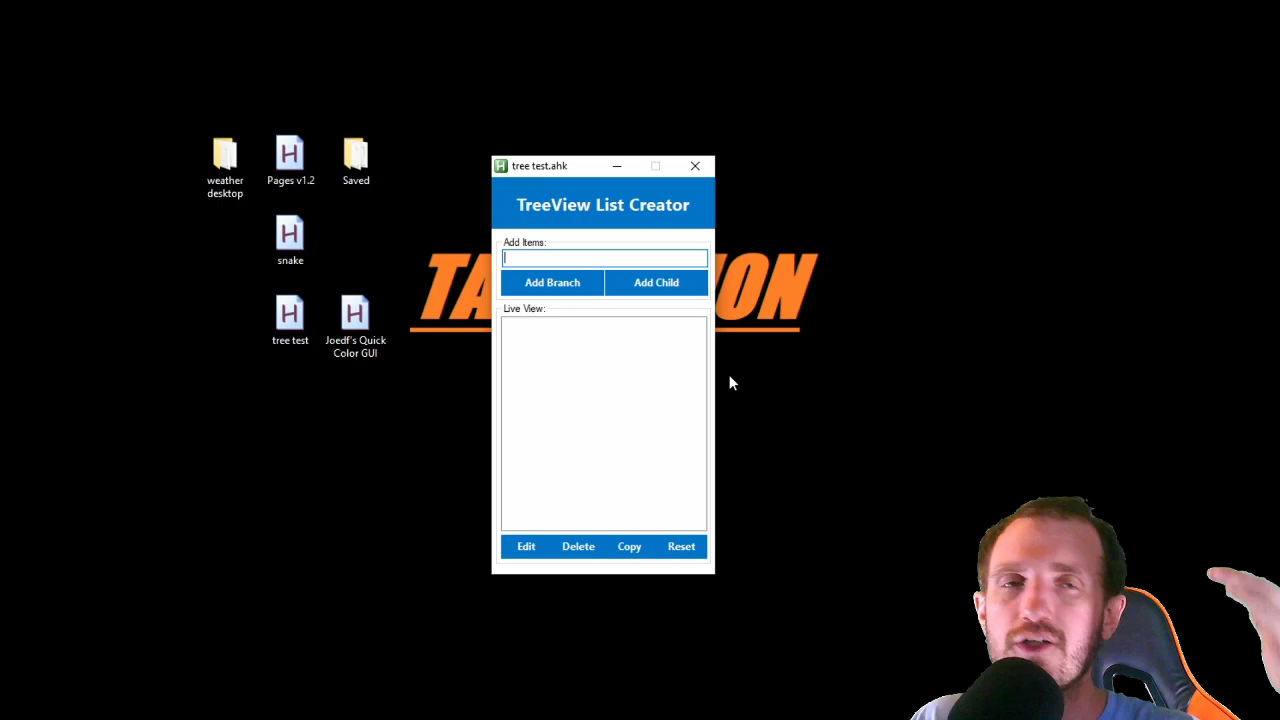 weather
desktop
Pages v1.2
Saved
snake
tree test
Joedf's Quick
Color GUI
tree test.ahk
TreeView List Creator
Add Items:
Add Branch
Add Child
Live View:
Edit
Delete
Copy
Reset